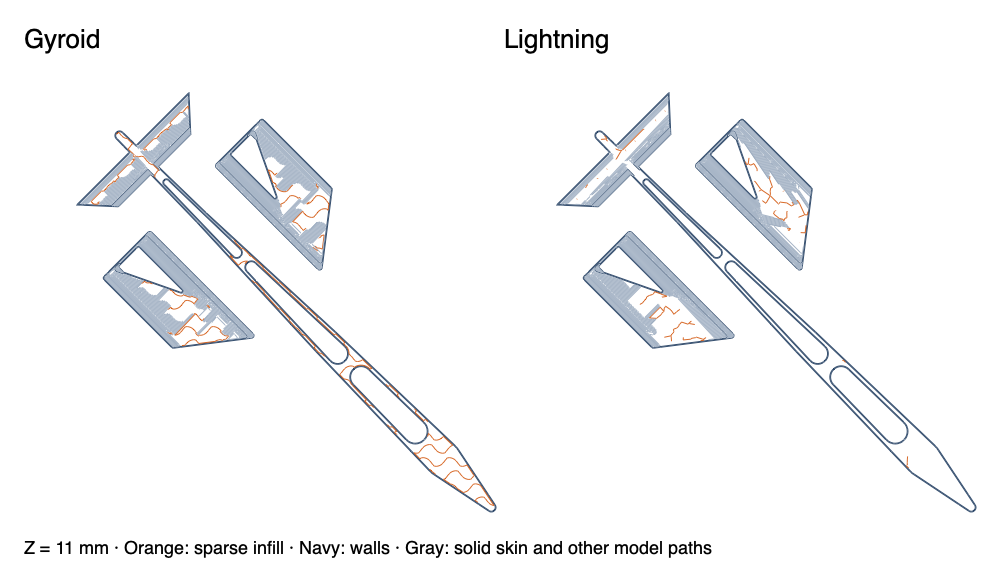 Gyroid
Lightning
Z = 11 mm · Orange: sparse infill · Navy: walls · Gray: solid skin and other model paths